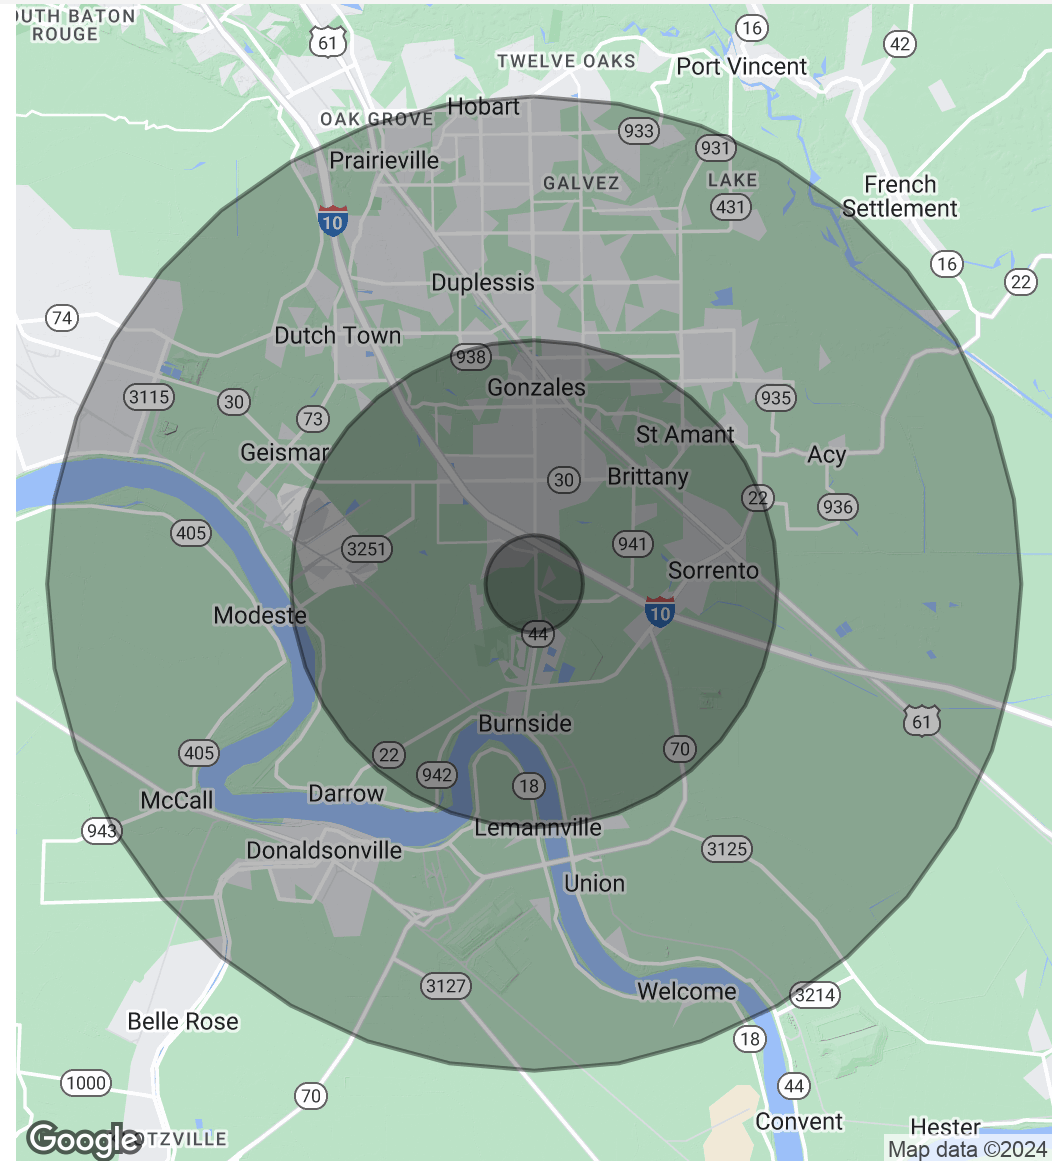 OUTH BATON
ROUGE
61
16
42
TWELVE OAKS
Port Vincent
Hobart
OAK GROVE
933
931
Prairieville
GALVEZ
LAKE
French
Settlement
431
10
16
22
Duplessis
74
Dutch Town
938
Gonzales
3115
30
935
73
St Amant
Geismar
Acy
Brittany
30
22
936
405
941
3251
Sorrento
10
Modeste
44
61
Burnside
405
22
70
942
18
McCall
Darrow
943
Lemannville
Donaldsonville
3125
Union
3127
Welcome
3214
Belle Rose
18
1000
44
70
Convent
Hester
Google
OTZVILLE
Map data ©2024